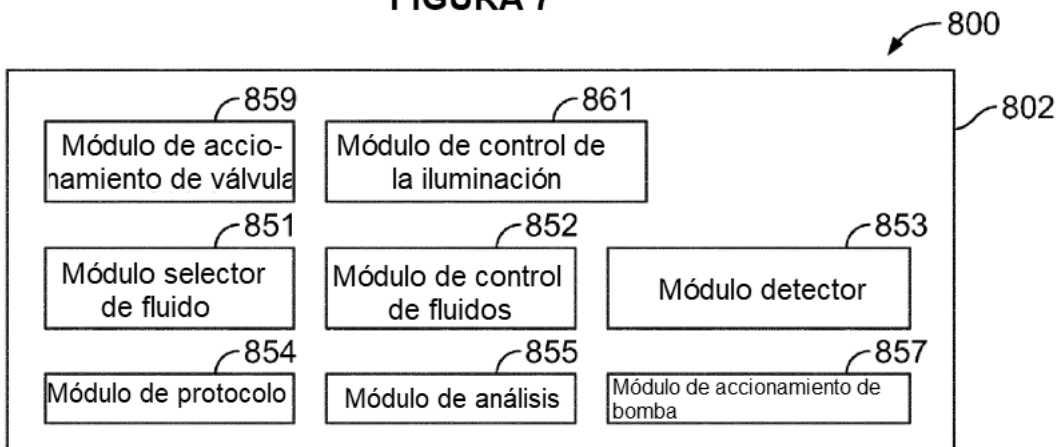 FIGURA 7
800
802
859
861
Módulo de accio-
namiento de válvula
Módulo de control de
la iluminación
851
852
853
Módulo selector
de fluido
Módulo de control
de fluidos
Módulo detector
854
855
857
Módulo de protocolo
Módulo de análisis
Módulo de accionamiento de
bomba